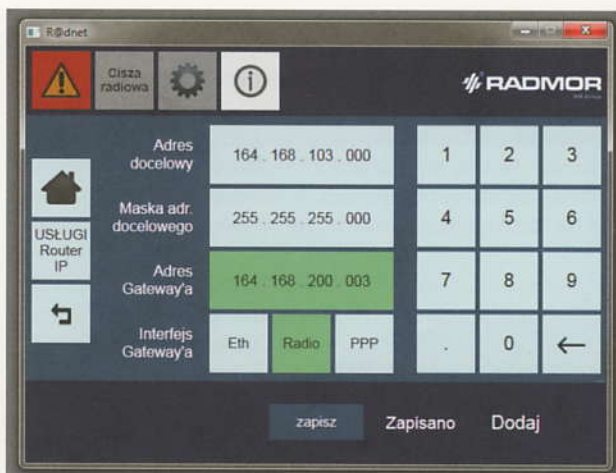 R@dnet
Cisza
radiowa
RADMOR
Adres
docelowy
164 . 168 . 103 . 000
1
2
3
Maska adr.
docelowego
255 . 255 . 255 . 000
4
5
6
USŁUGI
Router
IP
Adres
Gateway'a
164 . 168 . 200 . 003
7
8
9
Interfejs
Gateway'a
Eth
Radio
PPP
.
0
zapisz
Zapisano
Dodaj